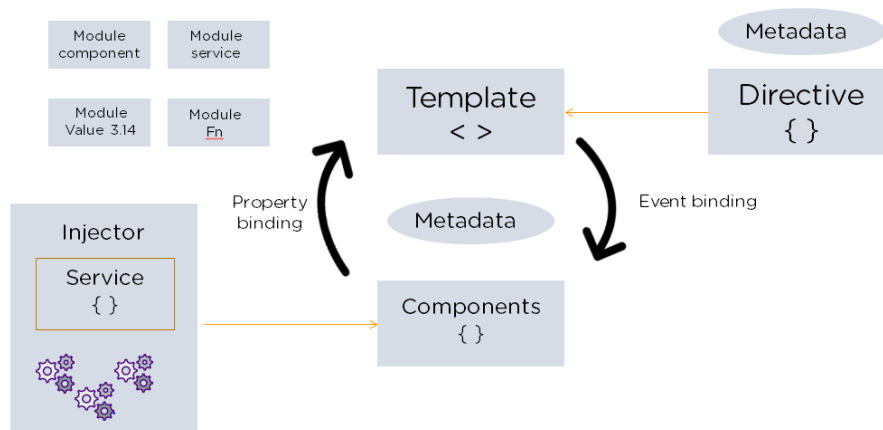 Module
component
Module
service
Module
Value 3.14
Module
Fn
Metadata
Template
< >
Directive
{ }
Property
binding
Metadata
Event binding
Injector
Service
{ }
Components
{ }